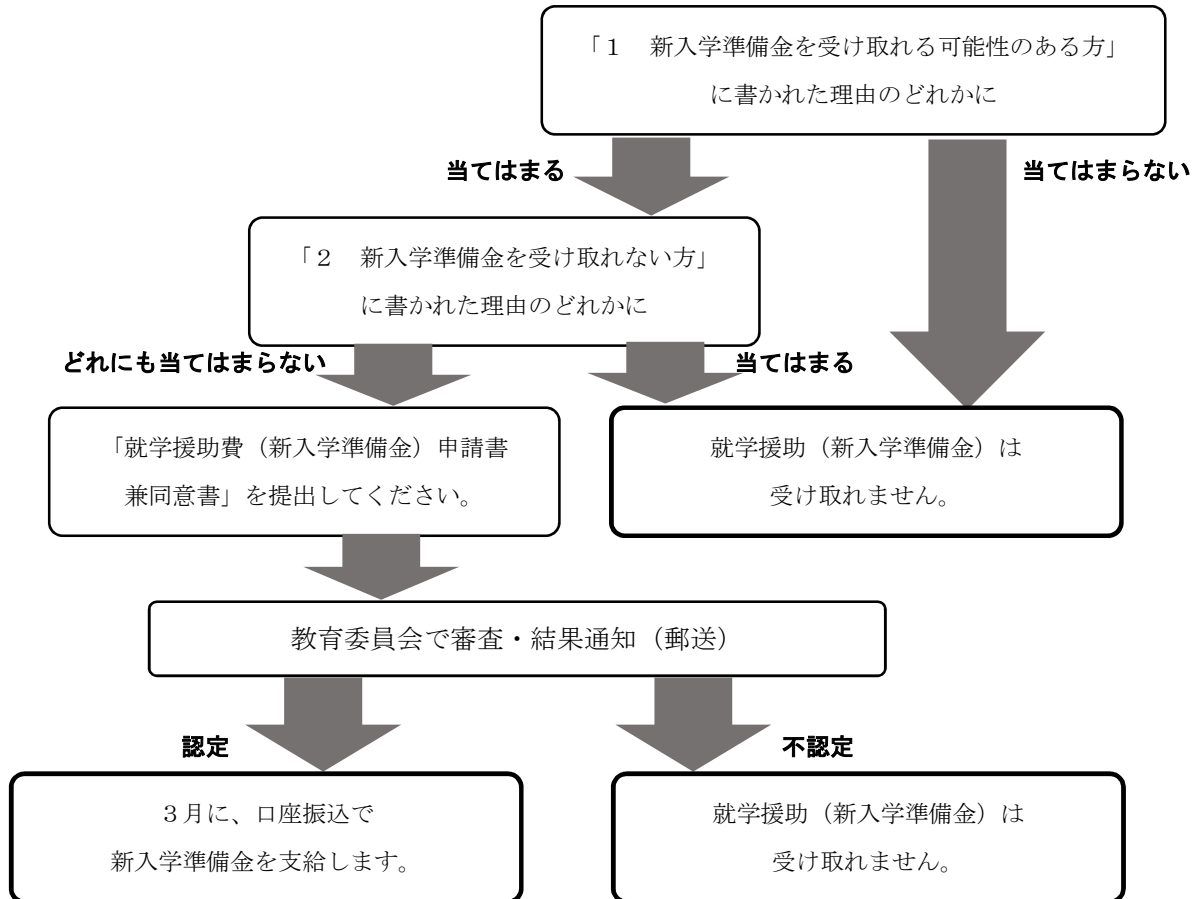 「１　新入学準備金を受け取れる可能性のある方」
に書かれた理由のどれかに
当てはまる
当てはまらない
「２　新入学準備金を受け取れない方」
に書かれた理由のどれかに
どれにも当てはまらない
当てはまる
「就学援助費（新入学準備金）申請書
兼同意書」を提出してください。
就学援助（新入学準備金）は
受け取れません。
教育委員会で審査・結果通知（郵送）
認定
不認定
３月に、口座振込で
新入学準備金を支給します。
就学援助（新入学準備金）は
受け取れません。